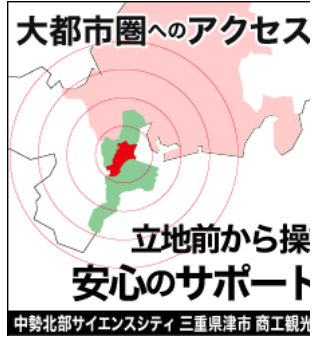 大都市圏へのアクセス
立地前から操
安心のサポート
中勢北部サイエンスシティ 三重県津市 商工観光